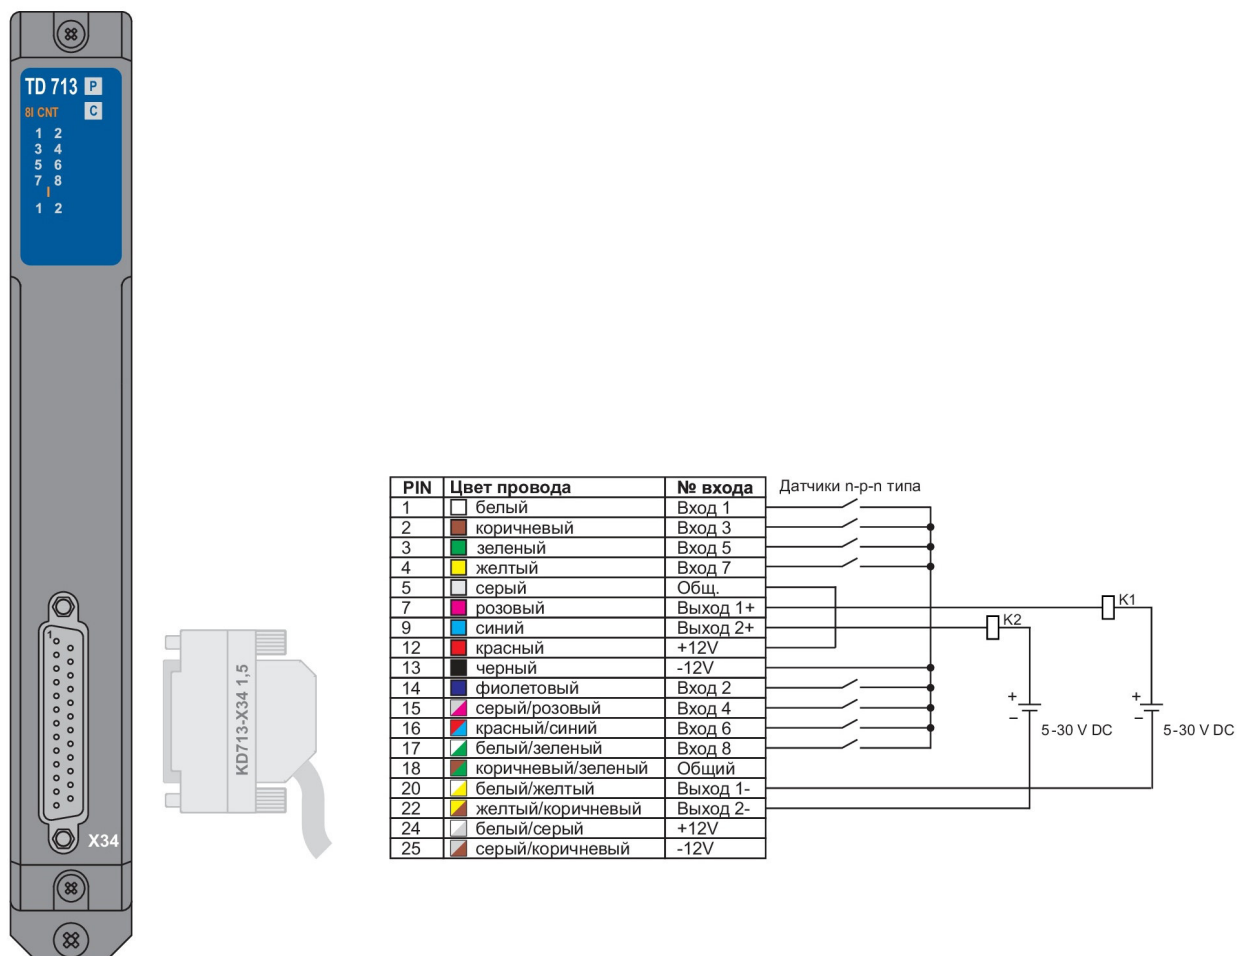 TD 713 P
8I CNT C
1 2
3 4
5 6
7 8
I
1 2
1
X34
KD713-X34 1,5
PIN Цвет провода № входа Датчики n-p-n типа
1 белый Вход 1
2 коричневый Вход 3
3 зеленый Вход 5
4 желтый Вход 7
5 серый Общ.
7 розовый Выход 1+ K1
9 синий Выход 2+ K2
12 красный +12V
13 черный -12V
14 фиолетовый Вход 2
15 серый/розовый Вход 4 + +
16 красный/синий Вход 6 – 5-30 V DC – 5-30 V DC
17 белый/зеленый Вход 8
18 коричневый/зеленый Общий
20 белый/желтый Выход 1-
22 желтый/коричневый Выход 2-
24 белый/серый +12V
25 серый/коричневый -12V